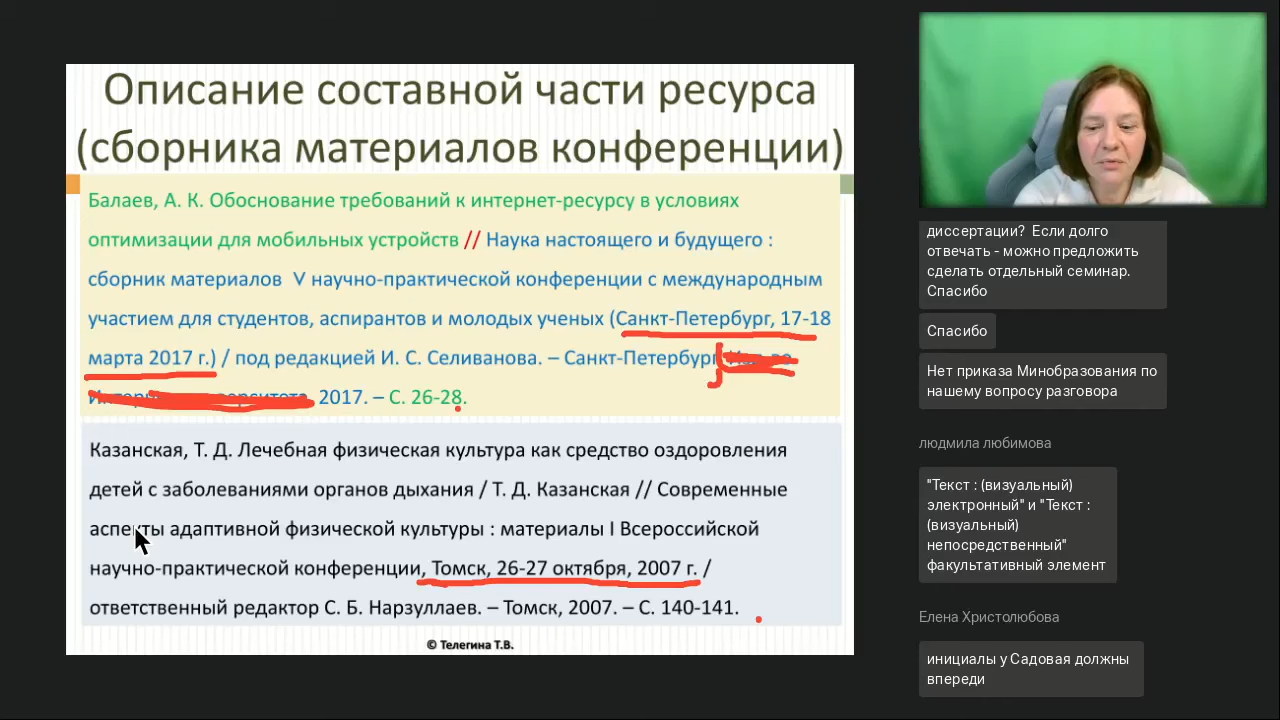 Описание составной части ресурса
(сборника материалов конференции)
Балаев, А. К. Обоснование требований к интернет-ресурсу в условиях
оптимизации для мобильных устройств // Наука настоящего и будущего :
сборник материалов V научно-практической конференции с международным
участием для студентов, аспирантов и молодых ученых (Санкт-Петербург, 17-18
марта 2017 г.) / под редакцией И. С. Селиванова. – Санкт-Петербург
2017. – С. 26-28.
Казанская, Т. Д. Лечебная физическая культура как средство оздоровления
детей с заболеваниями органов дыхания / Т. Д. Казанская // Современные
аспекты адаптивной физической культуры : материалы I Всероссийской
научно-практической конференции, Томск, 26-27 октября, 2007 г. /
ответственный редактор С. Б. Нарзуллаев. – Томск, 2007. – С. 140-141.
© Телегина Т.В.
диссертации? Если долго
отвечать - можно предложить
сделать отдельный семинар.
Спасибо
Спасибо
Нет приказа Минобразования по
нашему вопросу разговора
людмила любимова
"Текст : (визуальный)
электронный" и "Текст :
(визуальный)
непосредственный"
факультативный элемент
Елена Христолюбова
инициалы у Садовая должны
впереди